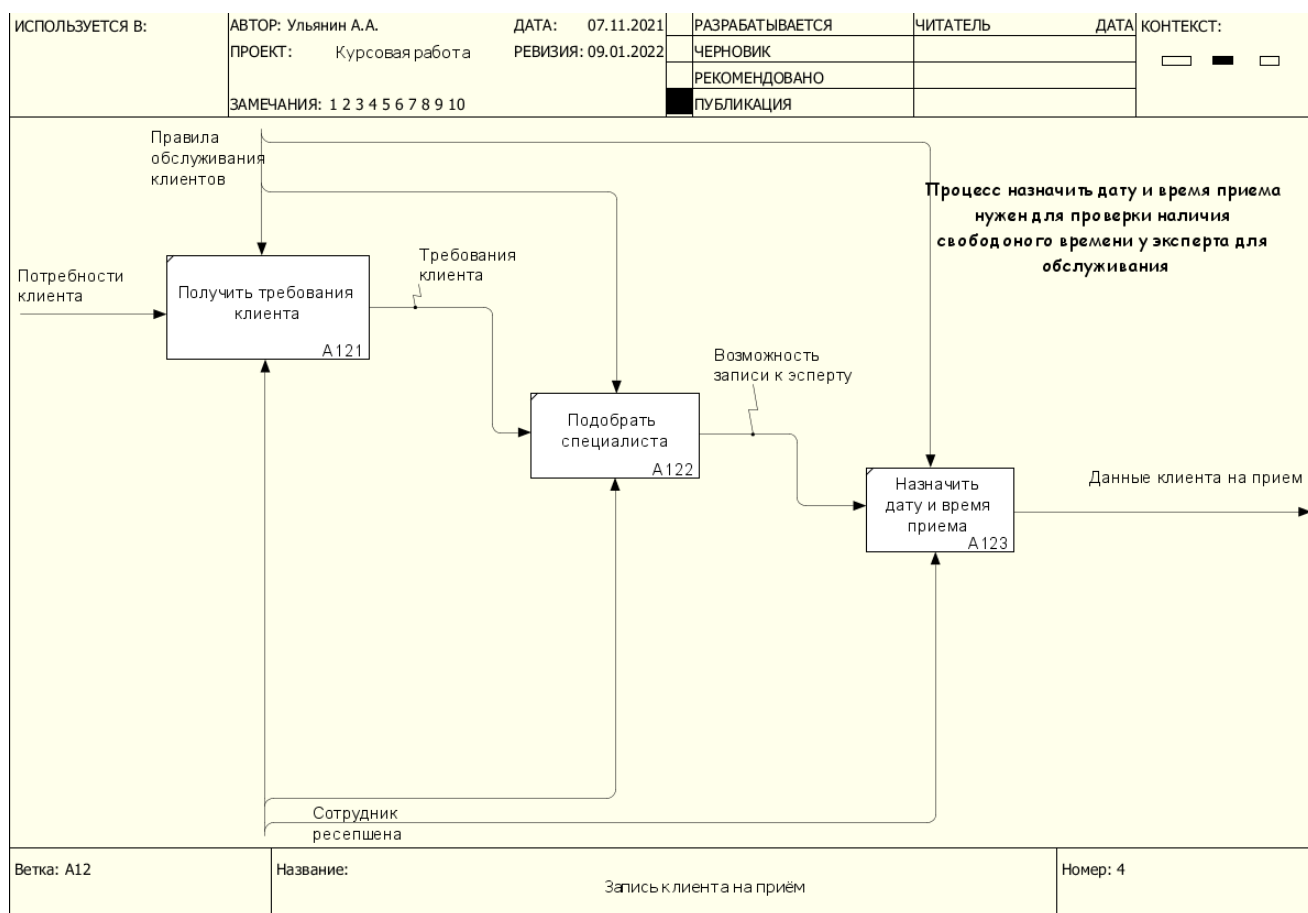 ИСПОЛЬЗУЕТСЯ В:
АВТОР: Ульянин А.А.
ДАТА: 07.11.2021
ПРОЕКТ: Курсовая работа
РЕВИЗИЯ: 09.01.2022
ЗАМЕЧАНИЯ: 1 2 3 4 5 6 7 8 9 10
РАЗРАБАТЫВАЕТСЯ
ЧЕРНОВИК
РЕКОМЕНДОВАНО
ПУБЛИКАЦИЯ
ЧИТАТЕЛЬ
ДАТА
КОНТЕКСТ:
Правила
обслуживания
клиентов
Процесс назначить дату и время приема
нужен для проверки наличия
свободоного времени у эксперта для
обслуживания
Потребности
клиента
Получить требования
клиента
A121
Требования
клиента
Подобрать
специалиста
A122
Возможность
записи к эсперту
Назначить
дату и время
приема
A123
Данные клиента на прием
Сотрудник
ресепшена
Ветка: A12
Название:
Запись клиента на приём
Номер: 4